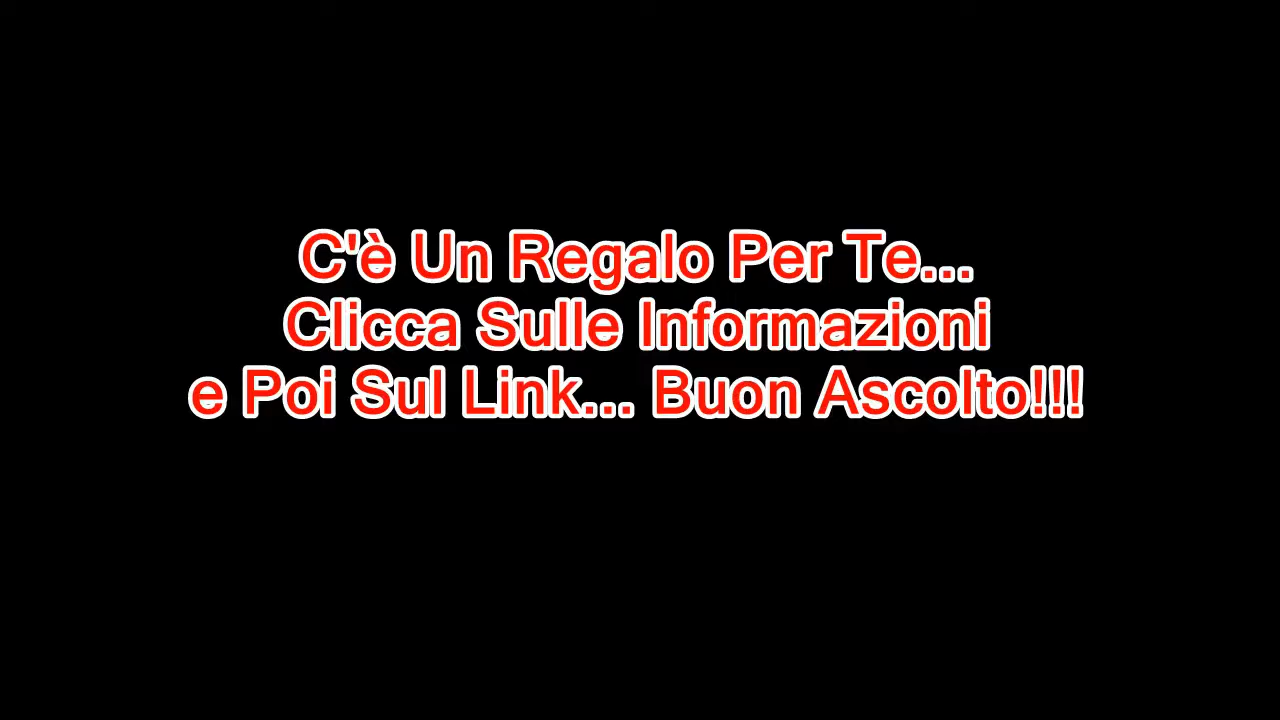 C'è Un Regalo Per Te...
Clicca Sulle Informazioni
e Poi Sul Link... Buon Ascolto!!!